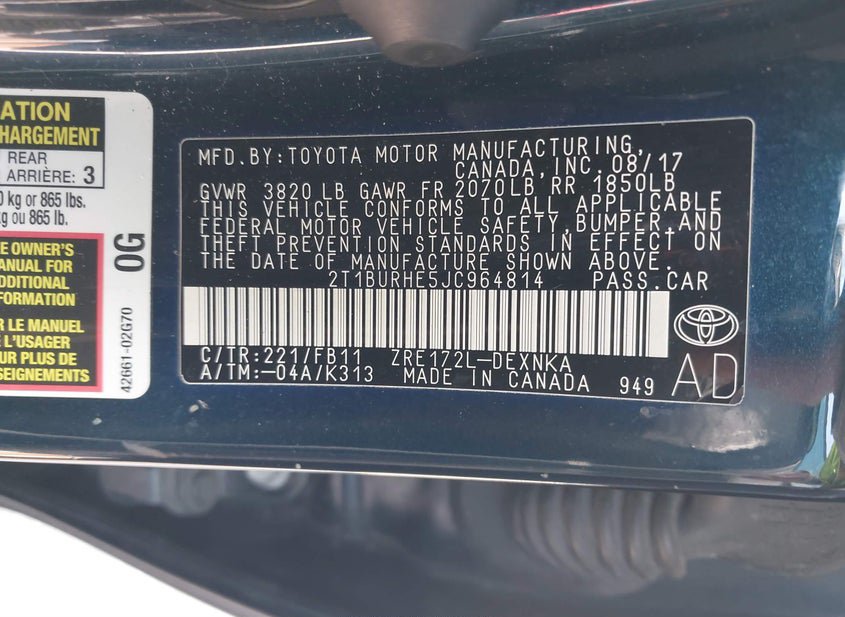 ATION
HARGEMENT
REAR
ARRIÈRE: 3
0 kg or 865 lbs.
kg ou 865 lb.
E OWNER'S
ANUAL FOR
DDITIONAL
INFORMATION
R LE MANUEL
E L'USAGER
UR PLUS DE
SEIGNEMENTS
0G
42661-02G70
MFD.BY:TOYOTA MOTOR MANUFACTURING,
CANADA,INC. 08/17
GVWR 3820 LB GAWR FR 2070LB, RR 1850LB
THIS VEHICLE CONFORMS TO ALL APPLICABLE
FEDERAL MOTOR VEHICLE SAFETY,BUMPER,AND
THEFT PREVENTION STANDARDS IN EFFECT ON
THE DATE OF MANUFACTURE SHOWN ABOVE.
2T1BURHE5JC964814 PASS.CAR
C/TR:221/FB11 ZRE172L-DEXNKA
A/TM:-04A/K313 MADE IN CANADA 949 AD